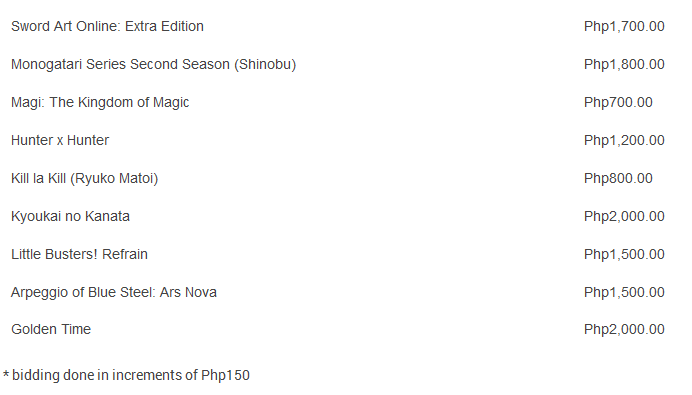 Sword Art Online: Extra Edition Php1,700.00
Monogatari Series Second Season (Shinobu) Php1,800.00
Magi: The Kingdom of Magic Php700.00
Hunter x Hunter Php1,200.00
Kill la Kill (Ryuko Matoi) Php800.00
Kyoukai no Kanata Php2,000.00
Little Busters! Refrain Php1,500.00
Arpeggio of Blue Steel: Ars Nova Php1,500.00
Golden Time Php2,000.00
* bidding done in increments of Php150